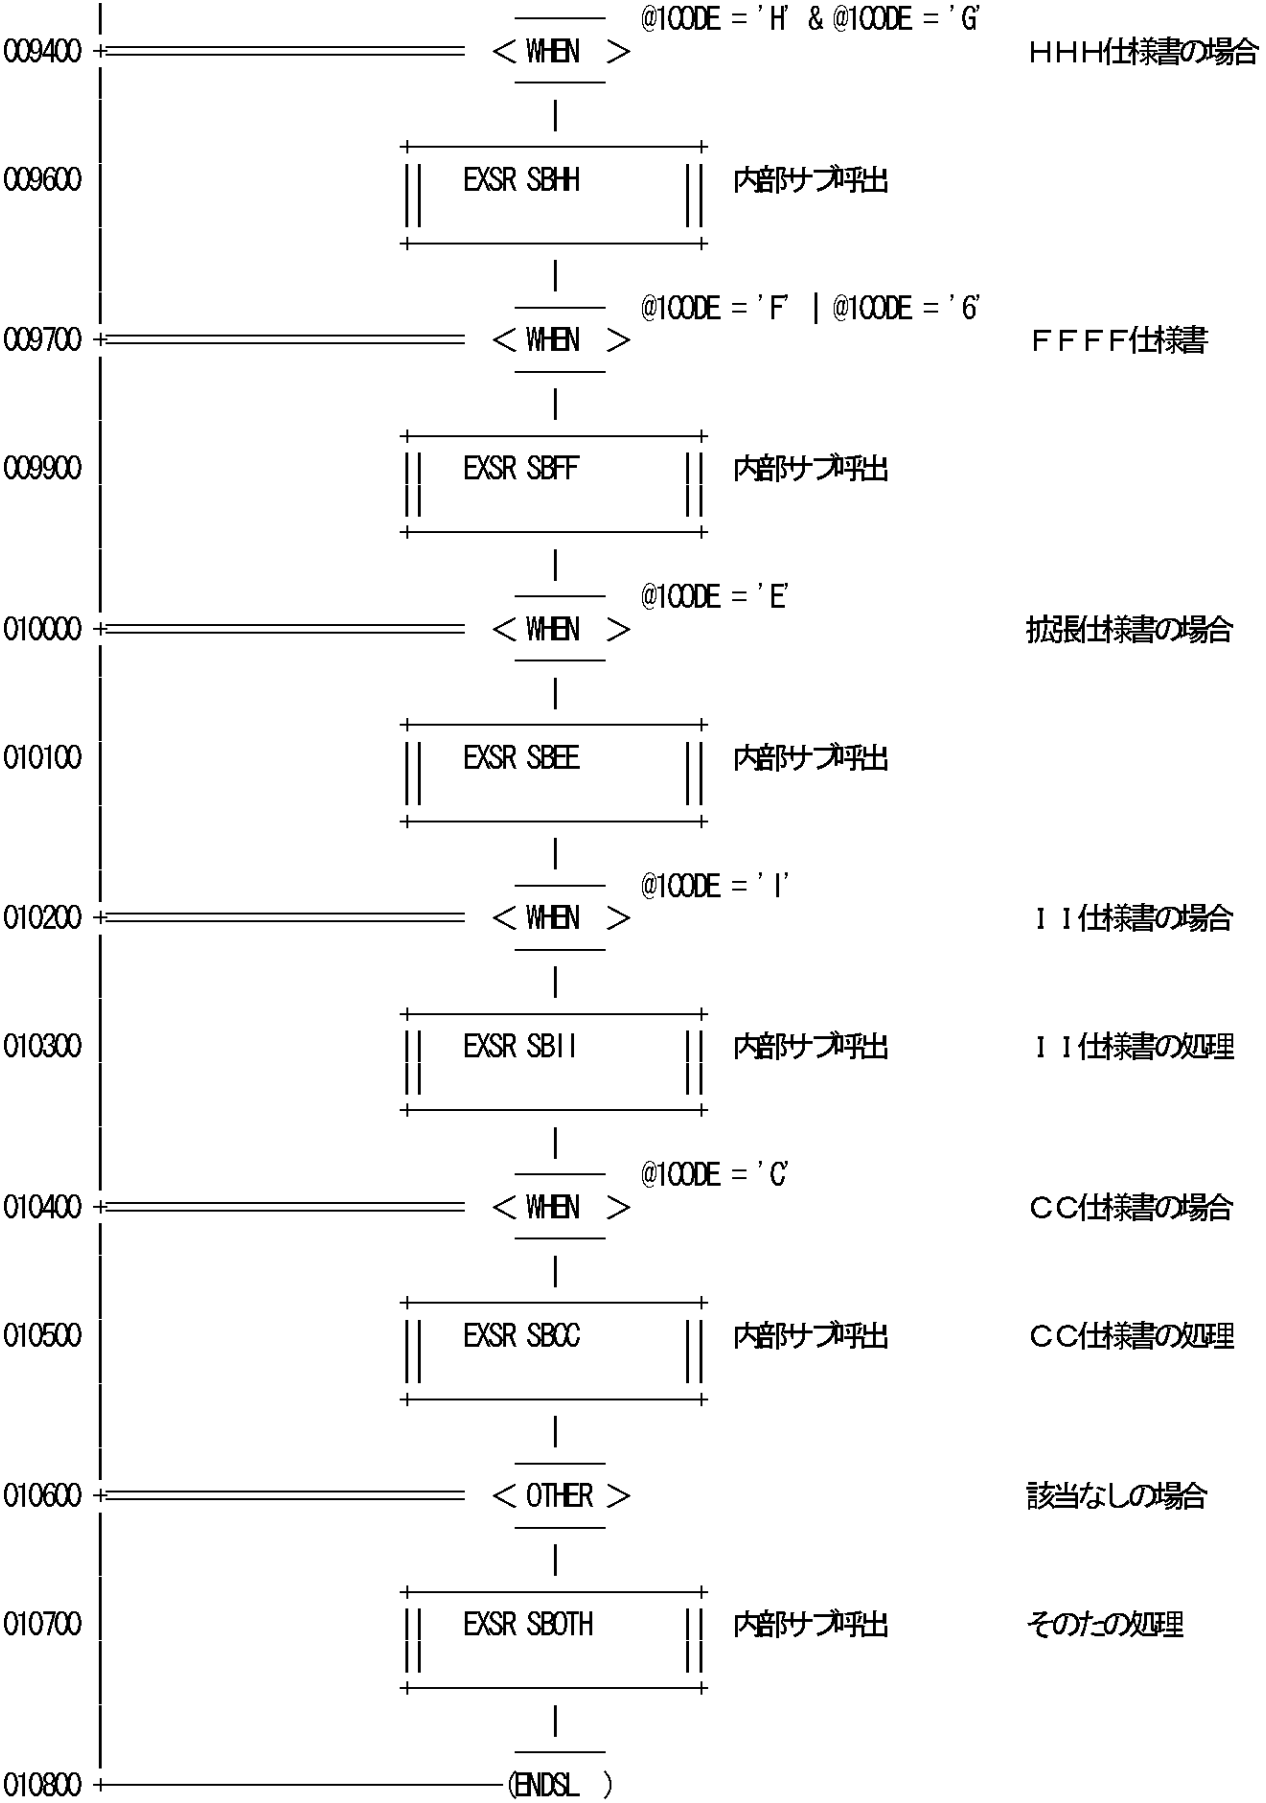 @1CODE = 'H' & @1CODE = 'G'
009400 < WHEN > HHH仕様書の場合
009600 EXSR SBHH 内部サブ呼出
@1CODE = 'F' | @1CODE = '6'
009700 < WHEN > FFFF仕様書
009900 EXSR SBFF 内部サブ呼出
@1CODE = 'E'
010000 < WHEN > 拡張仕様書の場合
010100 EXSR SBEE 内部サブ呼出
@1CODE = 'I'
010200 < WHEN > II仕様書の場合
010300 EXSR SBII 内部サブ呼出 II仕様書の処理
@1CODE = 'C'
010400 < WHEN > CC仕様書の場合
010500 EXSR SBCC 内部サブ呼出 CC仕様書の処理
010600 < OTHER > 該当なしの場合
010700 EXSR SBOTH 内部サブ呼出 そのたの処理
010800 (ENDSL )